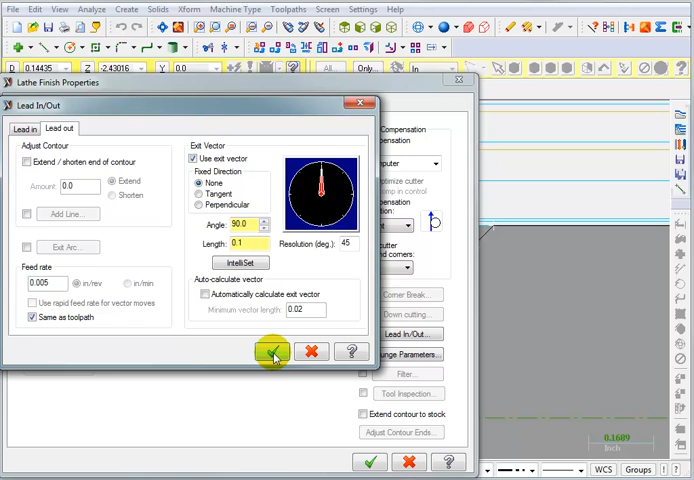 File Edit View Analyze Create Solids Xform Machine Type Toolpaths Screen Settings Help
D 0.14435 Z -2.43016 Y 0.0 All... Only... In
Lathe Finish Properties
Lead In/Out
Lead in Lead out
Adjust Contour
Extend / shorten end of contour
Amount: 0.0
Extend
Shorten
Add Line...
Exit Arc...
Feed rate
0.005 in/rev in/min
Use rapid feed rate for vector moves
Same as toolpath
Exit Vector
Use exit vector
Fixed Direction
None
Tangent
Perpendicular
Angle: 90.0
Length: 0.1 Resolution (deg.): 45
IntelliSet
Auto-calculate vector
Automatically calculate exit vector
Minimum vector length: 0.02
Compensation
Corner Break...
Down cutting...
Lead In/Out...
Filter...
Tool Inspection...
Extend contour to stock
Adjust Contour Ends...
0.1609
Inch
WCS Groups ! ?